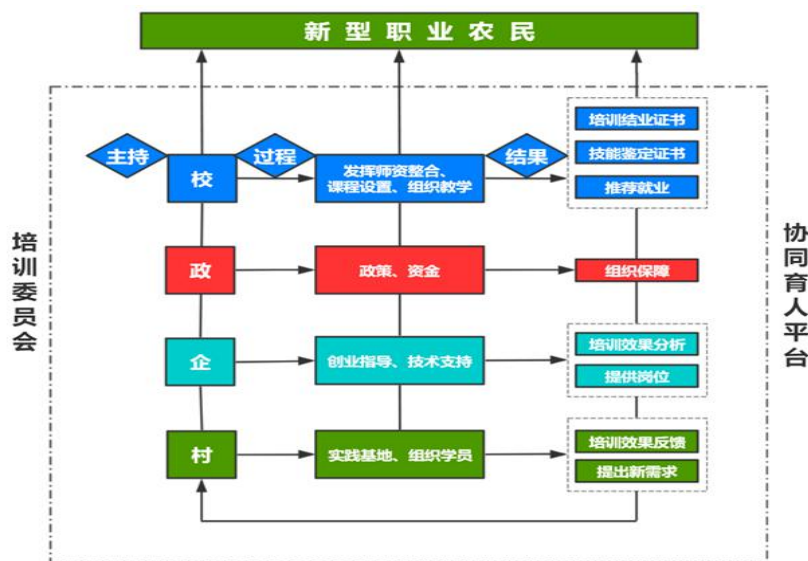 新型职业农民
主持
过程
结果
校
发挥师资整合、
课程设置、组织教学
培训结业证书
技能鉴定证书
推荐就业
政
政策、资金
组织保障
企
创业指导、技术支持
培训效果分析
提供岗位
村
实践基地、组织学员
培训效果反馈
提出新需求
培训委员会
协同育人平台